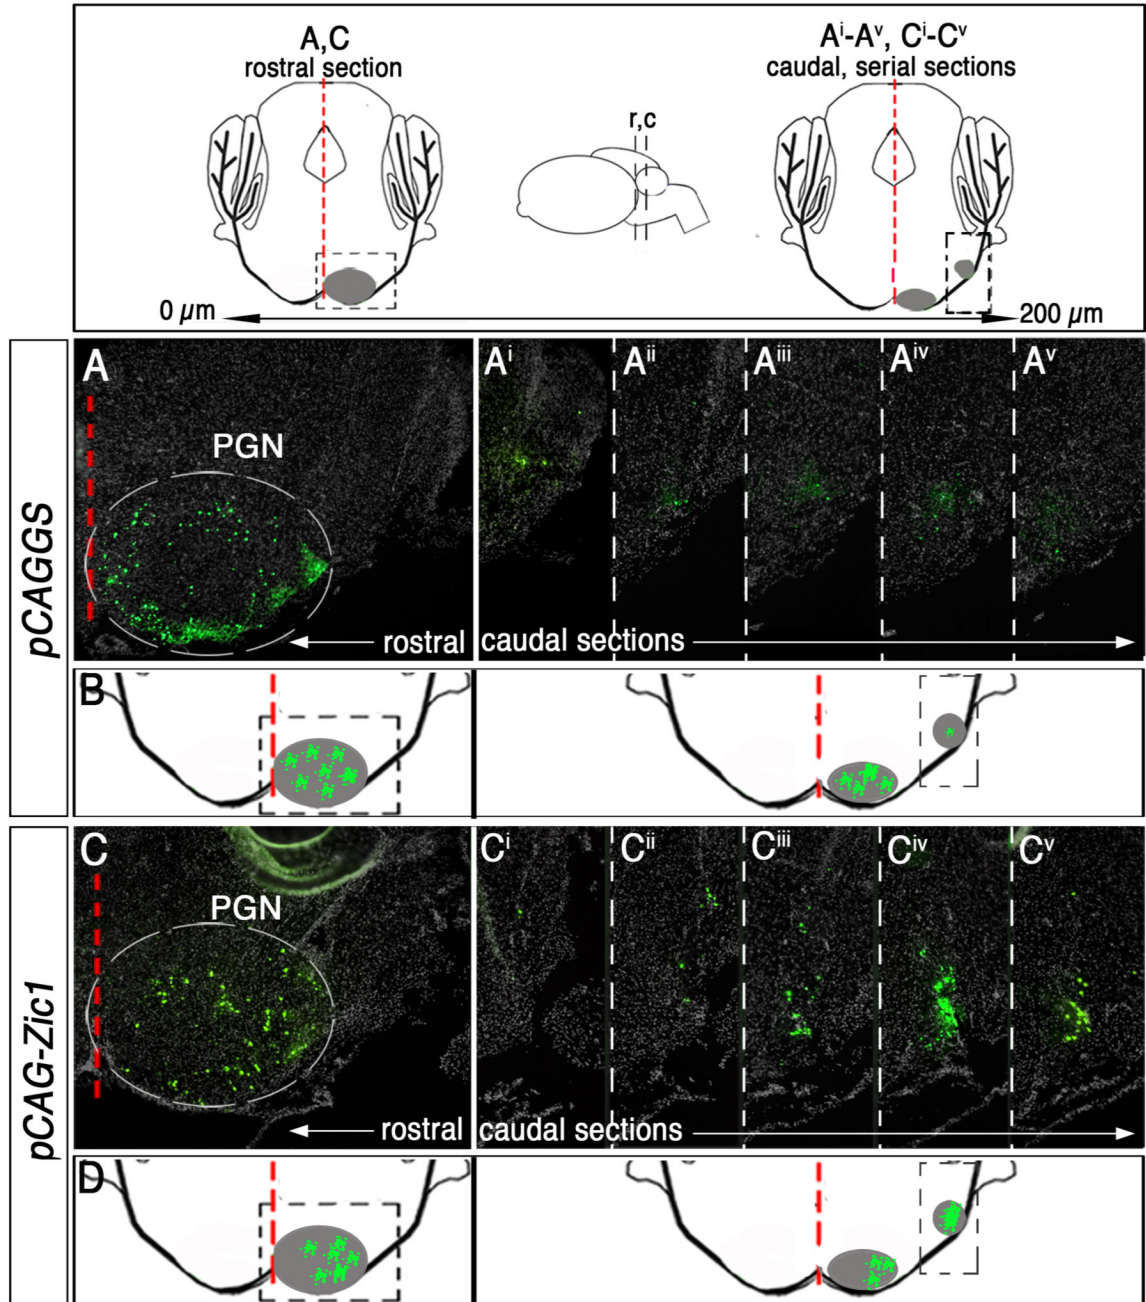 A,C
rostral section
r,c
Aⁱ-Aᵛ, Cⁱ-Cᵛ
caudal, serial sections
0 µm
200 µm
pCAGGS
A
PGN
rostral
Aⁱ
Aⁱⁱ
Aⁱⁱⁱ
Aⁱᵛ
Aᵛ
caudal sections
B
pCAG-Zic1
C
PGN
rostral
Cⁱ
Cⁱⁱ
Cⁱⁱⁱ
Cⁱᵛ
Cᵛ
caudal sections
D